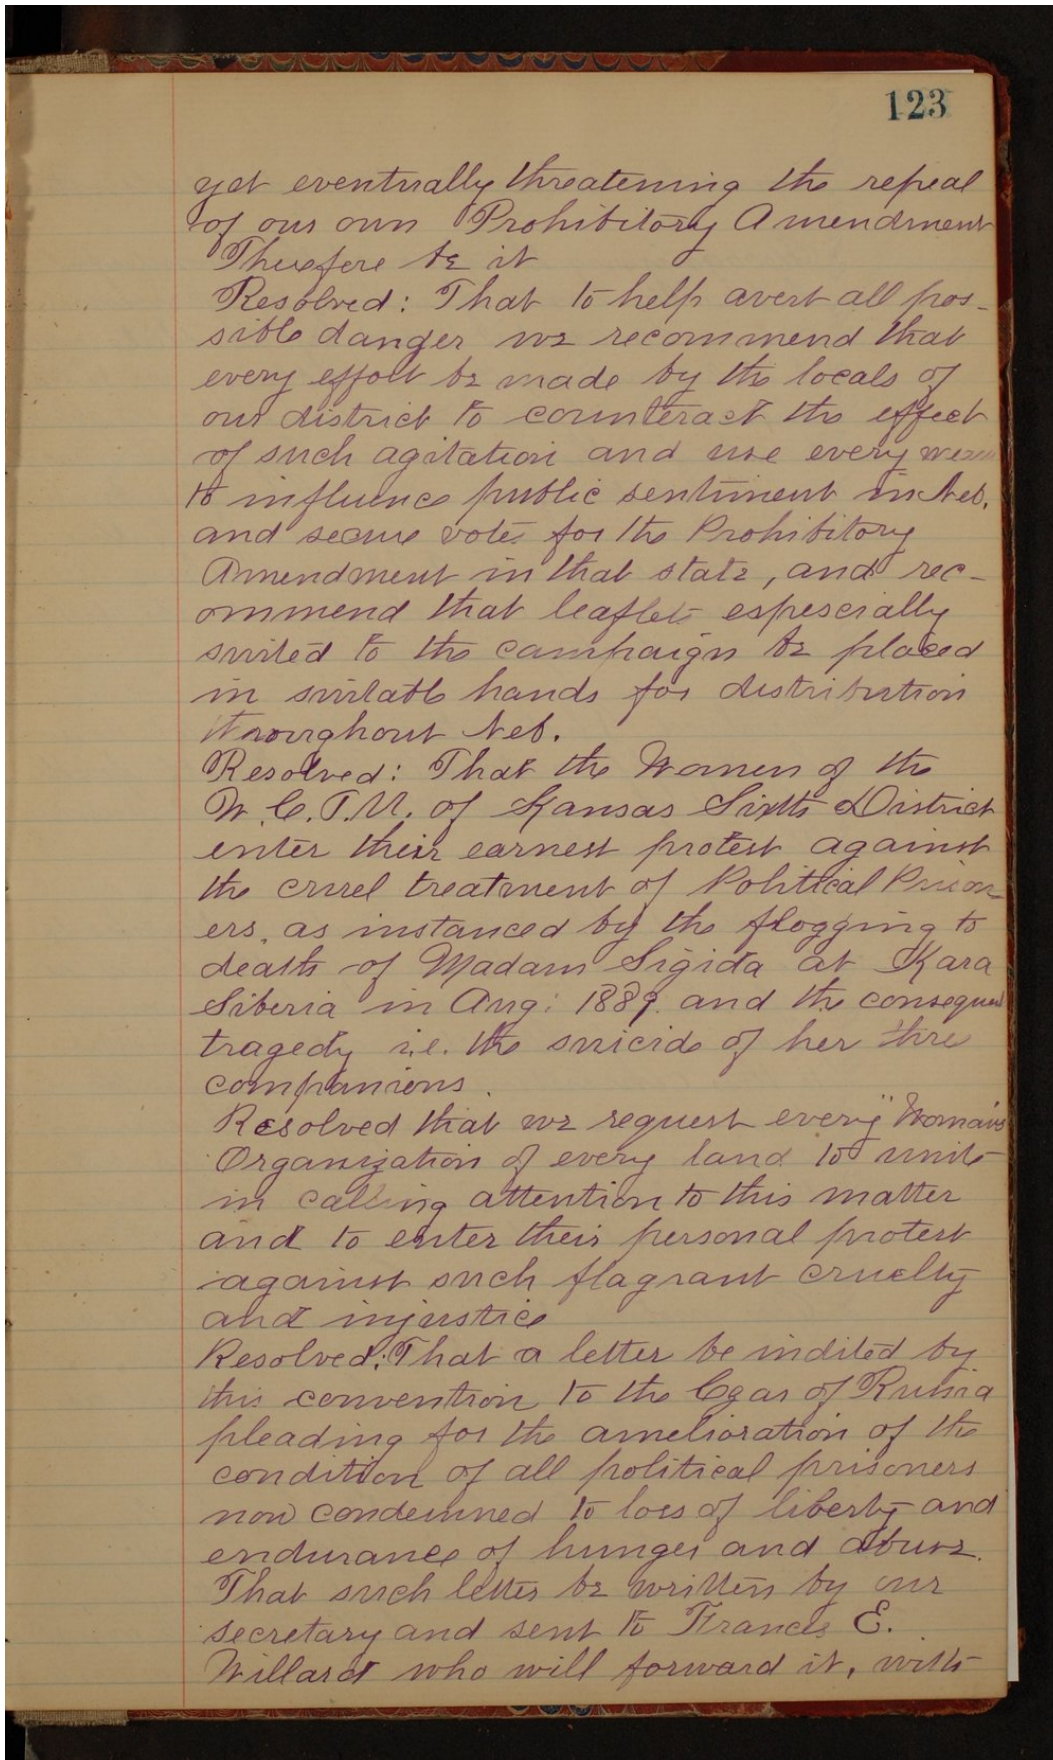 123
yet eventually threatening the repeal
of our own Prohibitory Amendment
Therefore be it
Resolved: That to help avert all pos-
sible danger we recommend that
every effort be made by the locals of
our district to counteract the effect
of such agitation and use every means
to influence public sentiment in Neb.
and secure votes for the Prohibitory
Amendment in that state, and rec-
ommend that leaflets espescially
suited to the campaign be placed
in suitable hands for distribution
throughout Neb.
Resolved: That the Women of the
W.C.T.U. of Kansas Sixth District
enter their earnest protest against
the cruel treatment of Political Prison-
ers, as instanced by the flogging to
death of Madam Sigida at Kara
Siberia in Aug: 1889. and the consequent
tragedy i.e. the suicide of her three
companions.
Resolved that we request every "Woman's
Organization of every land to unite
in calling attention to this matter
and to enter their personal protest
against such flagrant cruelty
and injustice
Resolved: That a letter be indited by
this convention to the Czar of Russia
pleading for the amelioration of the
condition of all political prisoners
now condemned to loss of liberty and
endurance of hunger and abuse.
That such letter be written by our
secretary and sent to Francis E.
Willard who will forward it, with